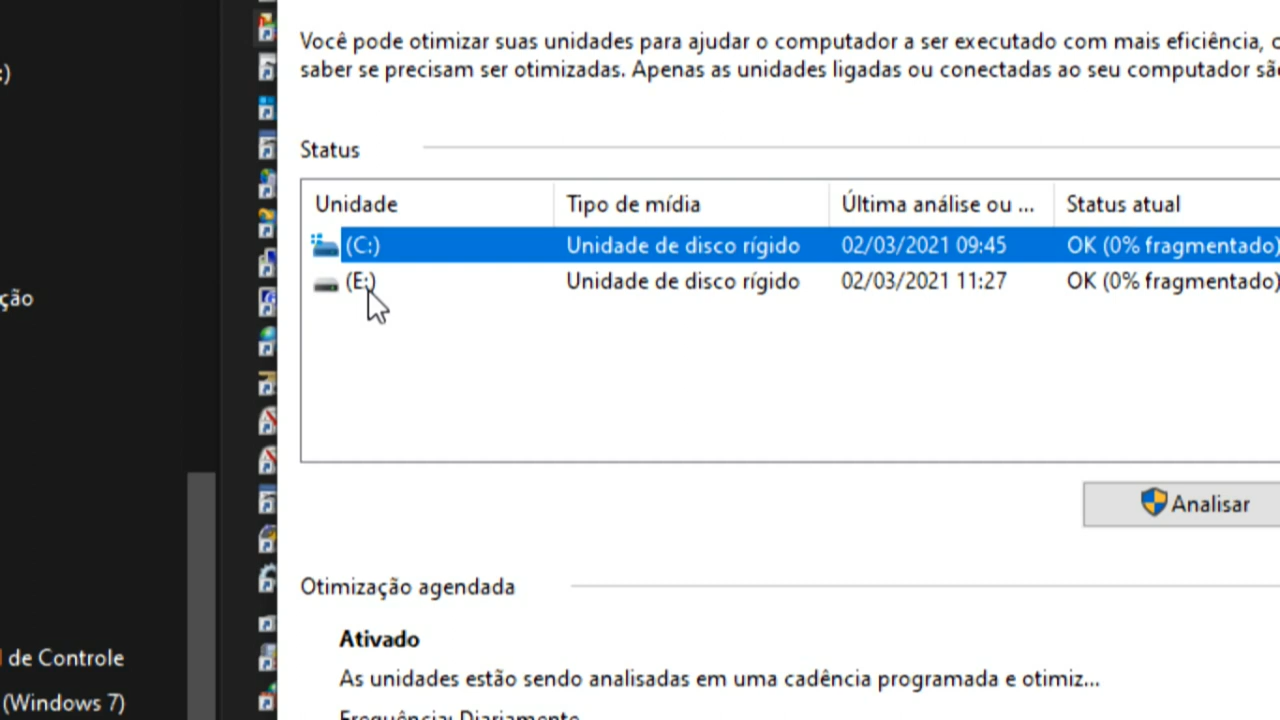 Você pode otimizar suas unidades para ajudar o computador a ser executado com mais eficiência,
saber se precisam ser otimizadas. Apenas as unidades ligadas ou conectadas ao seu computador são
:)
Status
Unidade Tipo de mídia Última análise ou ... Status atual
(C:) Unidade de disco rígido 02/03/2021 09:45 OK (0% fragmentado)
(E:) Unidade de disco rígido 02/03/2021 11:27 OK (0% fragmentado)
ção
Analisar
Otimização agendada
Ativado
de Controle
As unidades estão sendo analisadas em uma cadência programada e otimiz...
(Windows 7)
Frequência: Diariamente